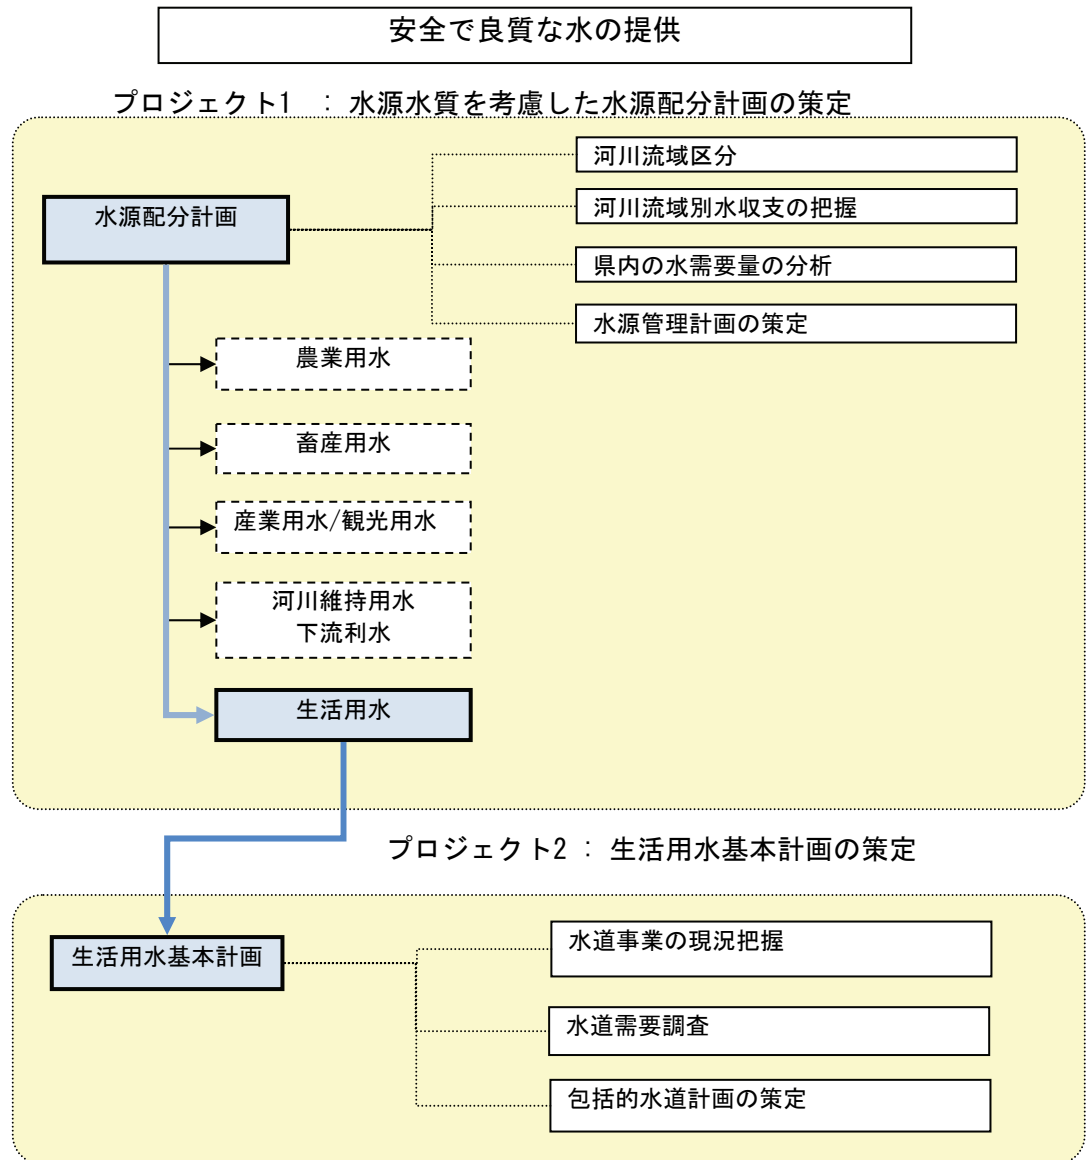 安全で良質な水の提供
プロジェクト1 : 水源水質を考慮した水源配分計画の策定
水源配分計画
河川流域区分
河川流域別水収支の把握
県内の水需要量の分析
水源管理計画の策定
農業用水
畜産用水
産業用水/観光用水
河川維持用水
下流利水
生活用水
プロジェクト2 : 生活用水基本計画の策定
生活用水基本計画
水道事業の現況把握
水道需要調査
包括的水道計画の策定